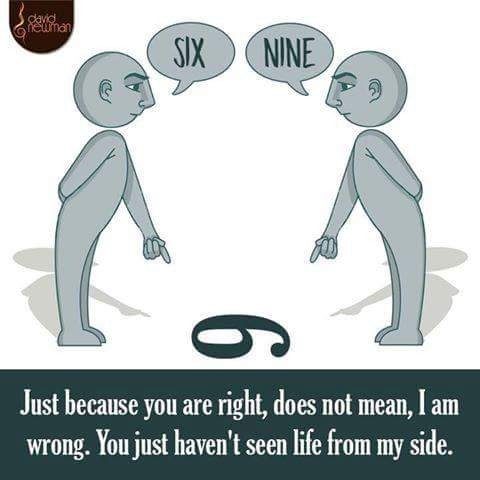 david
newman
SIX
NINE
6
Just because you are right, does not mean, I am
wrong. You just haven't seen life from my side.